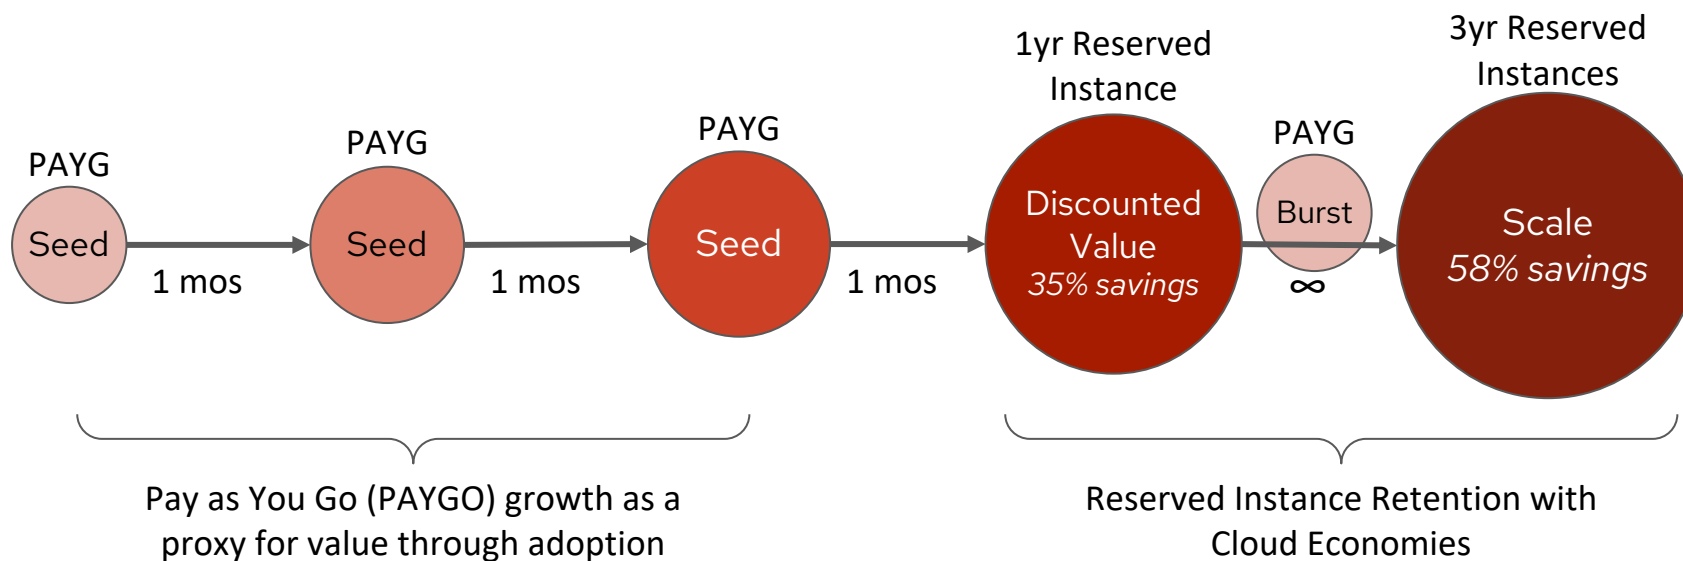 PAYG
Seed
1 mos
PAYG
Seed
1 mos
PAYG
Seed
1 mos
1yr Reserved
Instance
Discounted
Value
35% savings
PAYG
Burst
∞
3yr Reserved
Instances
Scale
58% savings
Pay as You Go (PAYGO) growth as a
proxy for value through adoption
Reserved Instance Retention with
Cloud Economies